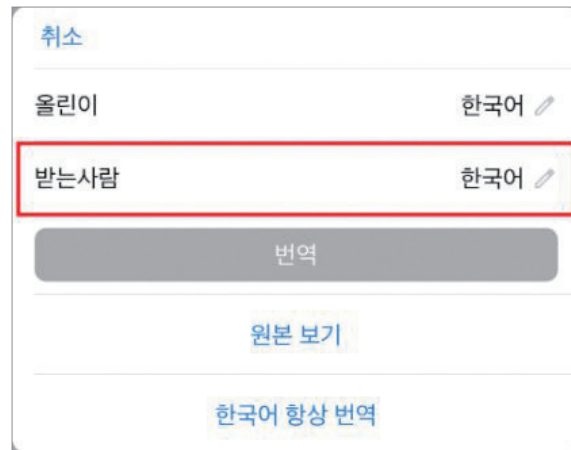 취소
올린이 한국어
받는사람 한국어
번역
원본 보기
한국어 항상 번역